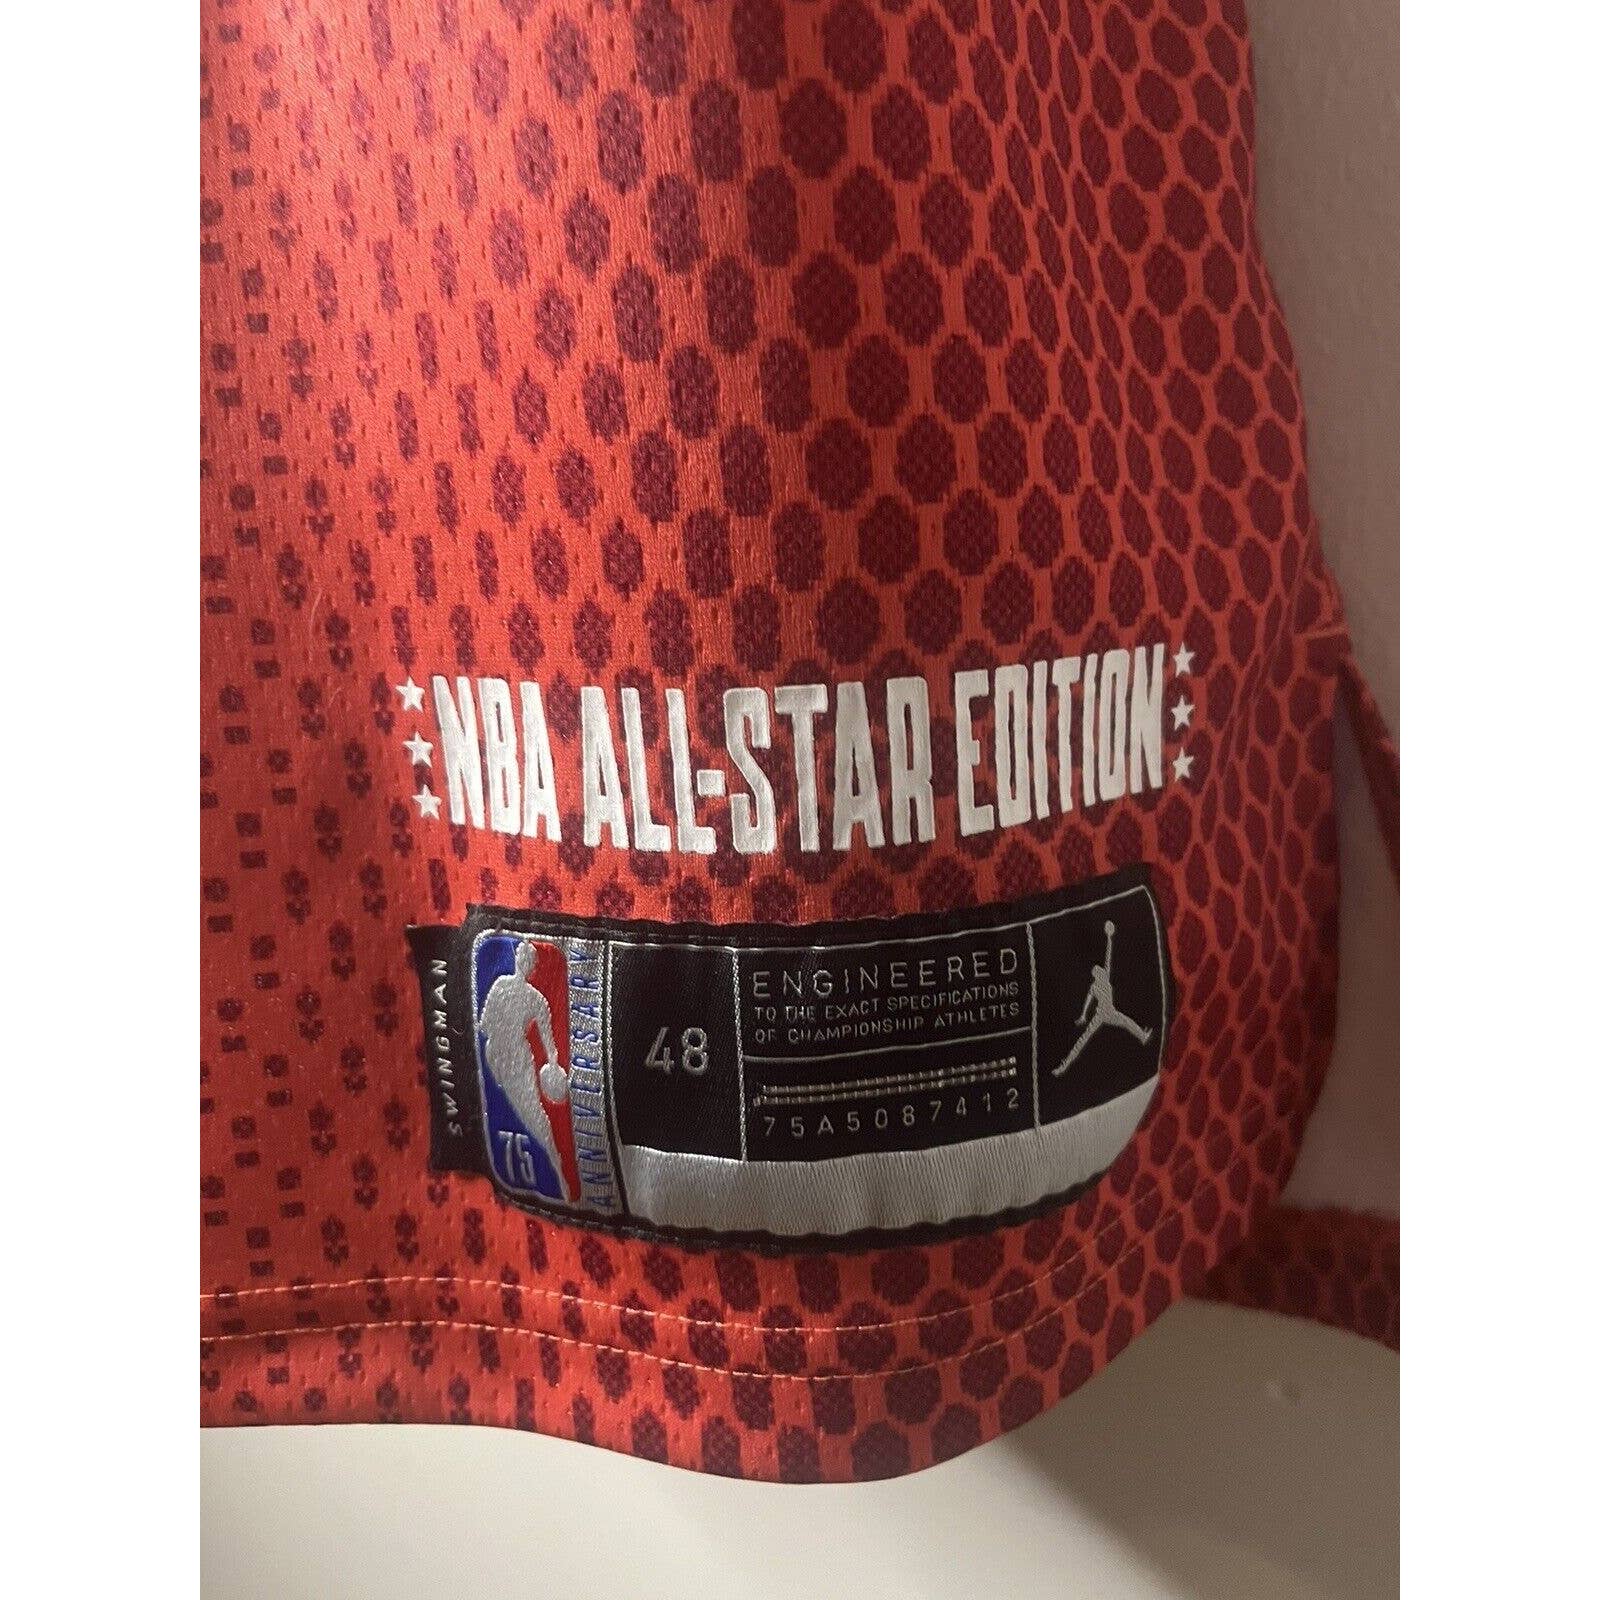 NBA ALL-STAR EDITION
SWINGMAN
75
ANNIVERSARY
48
ENGINEERED
TO THE EXACT SPECIFICATIONS
OF CHAMPIONSHIP ATHLETES
75A5087412